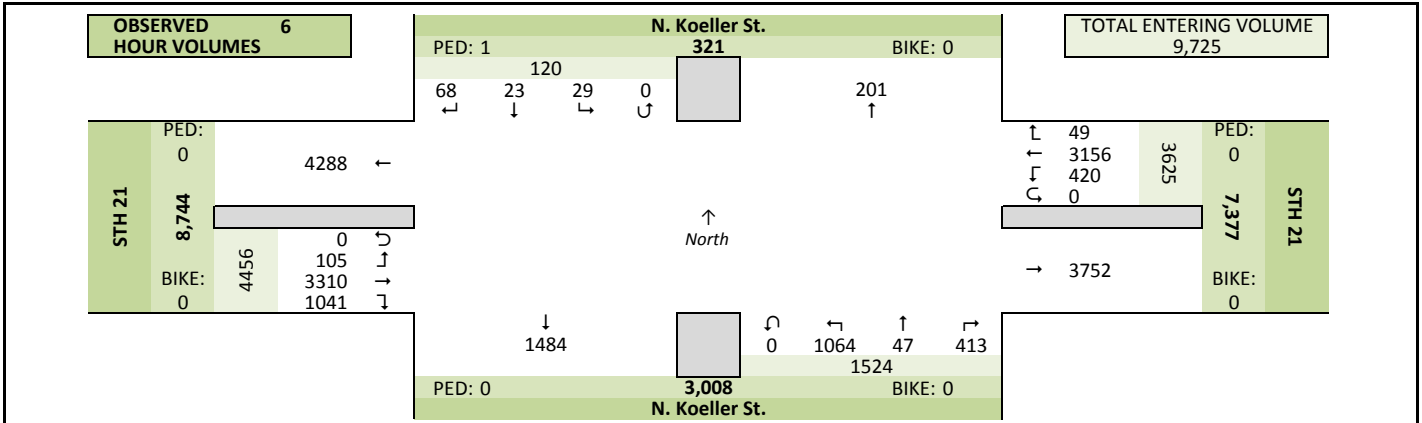 OBSERVED 6
HOUR VOLUMES
N. Koeller St.
TOTAL ENTERING VOLUME
9,725
PED: 1 321 BIKE: 0
120
68 23 29 0 201
↵ ↓ ↳ ↺ ↑
STH 21
PED:
0
8,744
BIKE:
0
4288 ←
4456
0 ↺
105 ↰
3310 →
1041 ↴
↑
North
↑ 49
← 3156
↓ 420
↺ 0
3625
PED:
0
7,377
BIKE:
0
STH 21
→ 3752
↓
1484
↺ ↰ ↑ ↱
0 1064 47 413
1524
PED: 0 3,008 BIKE: 0
N. Koeller St.